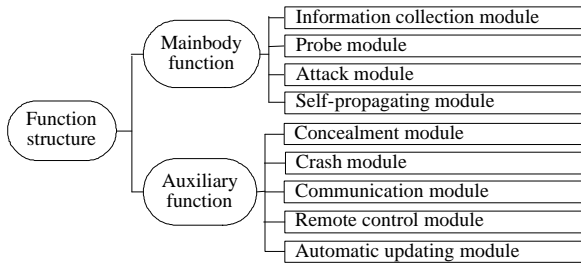 Function
structure
Mainbody
function
Information collection module
Probe module
Attack module
Self-propagating module
Auxiliary
function
Concealment module
Crash module
Communication module
Remote control module
Automatic updating module